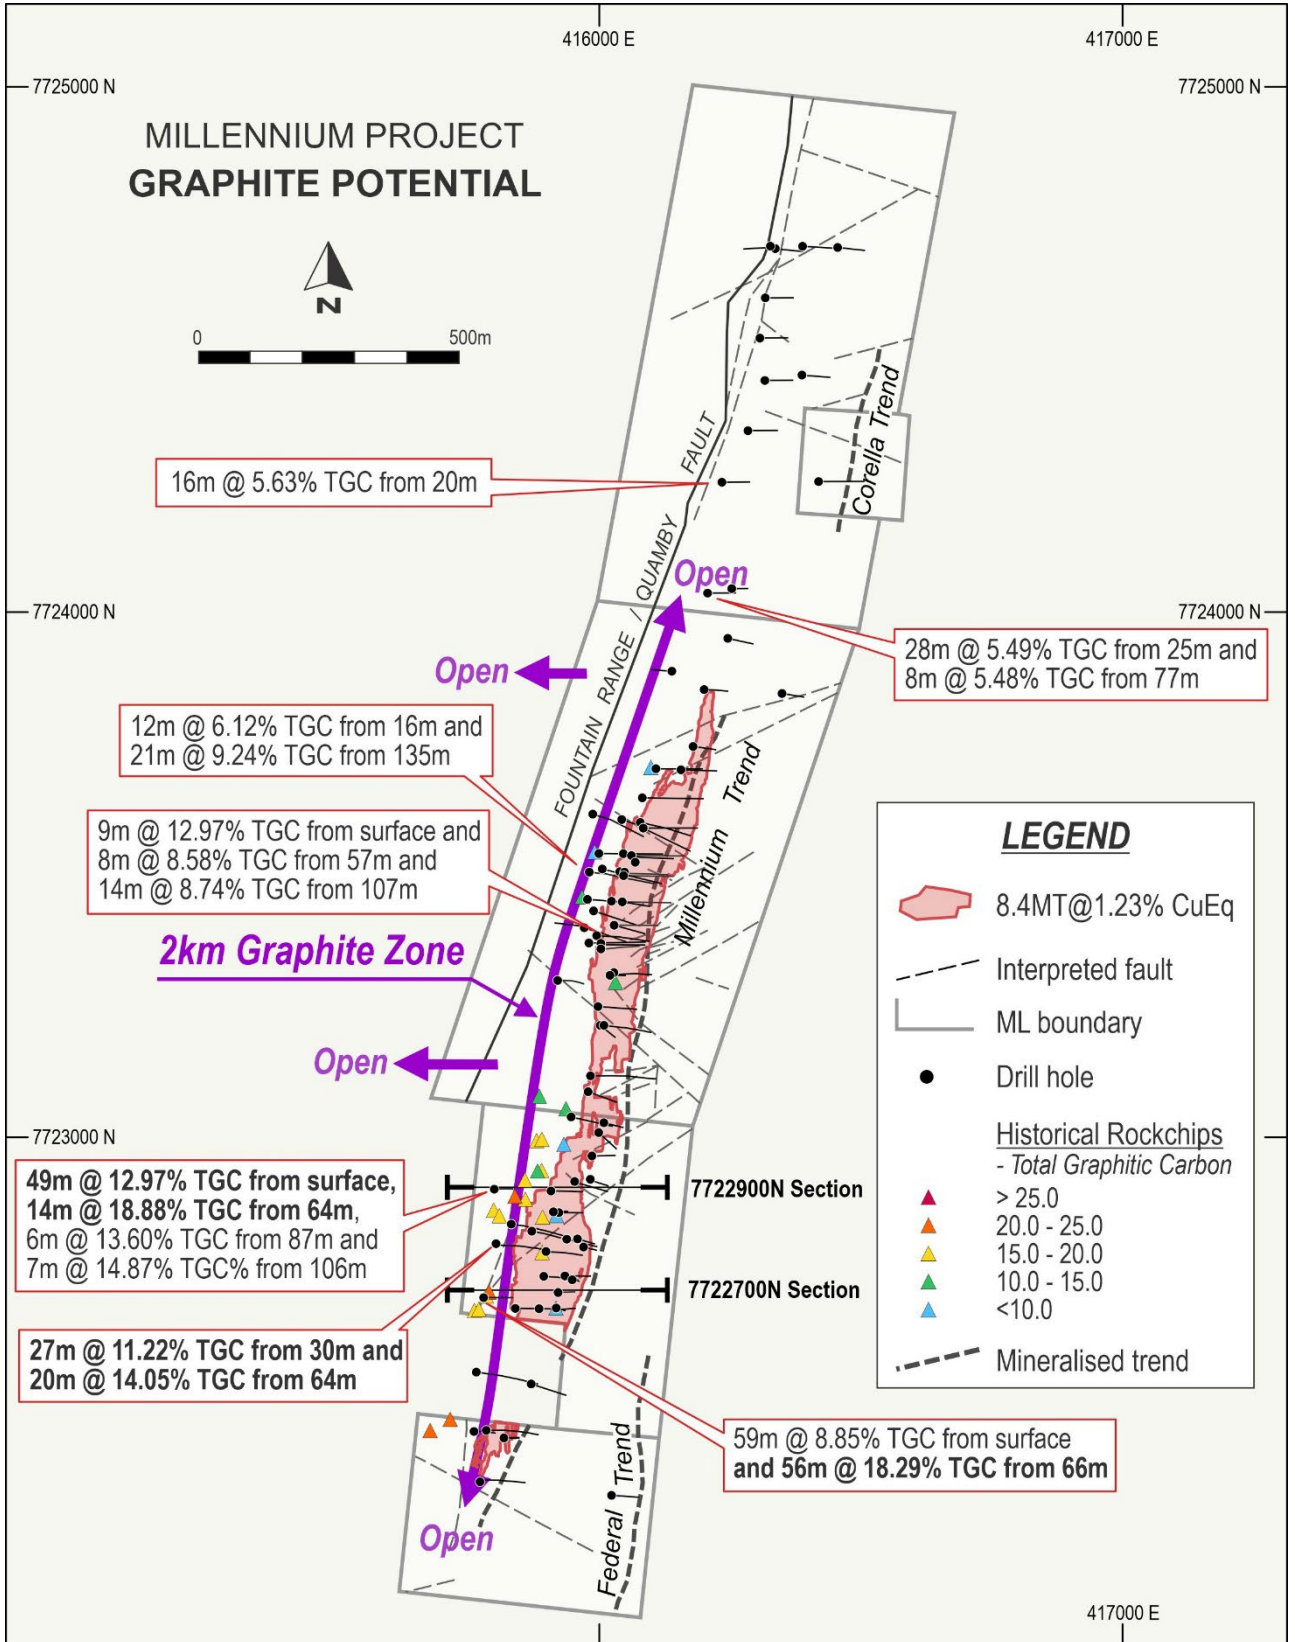 416000 E
417000 E
7725000 N
7725000 N
MILLENNIUM PROJECT
GRAPHITE POTENTIAL
N
0
500m
Corella Trend
16m @ 5.63% TGC from 20m
FOUNTAIN RANGE / QUAMBY FAULT
Open
7724000 N
7724000 N
28m @ 5.49% TGC from 25m and
8m @ 5.48% TGC from 77m
Open
12m @ 6.12% TGC from 16m and
21m @ 9.24% TGC from 135m
Millennium Trend
9m @ 12.97% TGC from surface and
8m @ 8.58% TGC from 57m and
14m @ 8.74% TGC from 107m
2km Graphite Zone
Open
LEGEND
8.4MT@1.23% CuEq
Interpreted fault
ML boundary
Drill hole
Historical Rockchips
- Total Graphitic Carbon
> 25.0
20.0 - 25.0
15.0 - 20.0
10.0 - 15.0
<10.0
Mineralised trend
7723000 N
49m @ 12.97% TGC from surface,
14m @ 18.88% TGC from 64m,
6m @ 13.60% TGC from 87m and
7m @ 14.87% TGC% from 106m
7722900N Section
7722700N Section
27m @ 11.22% TGC from 30m and
20m @ 14.05% TGC from 64m
59m @ 8.85% TGC from surface
and 56m @ 18.29% TGC from 66m
Federal Trend
Open
417000 E